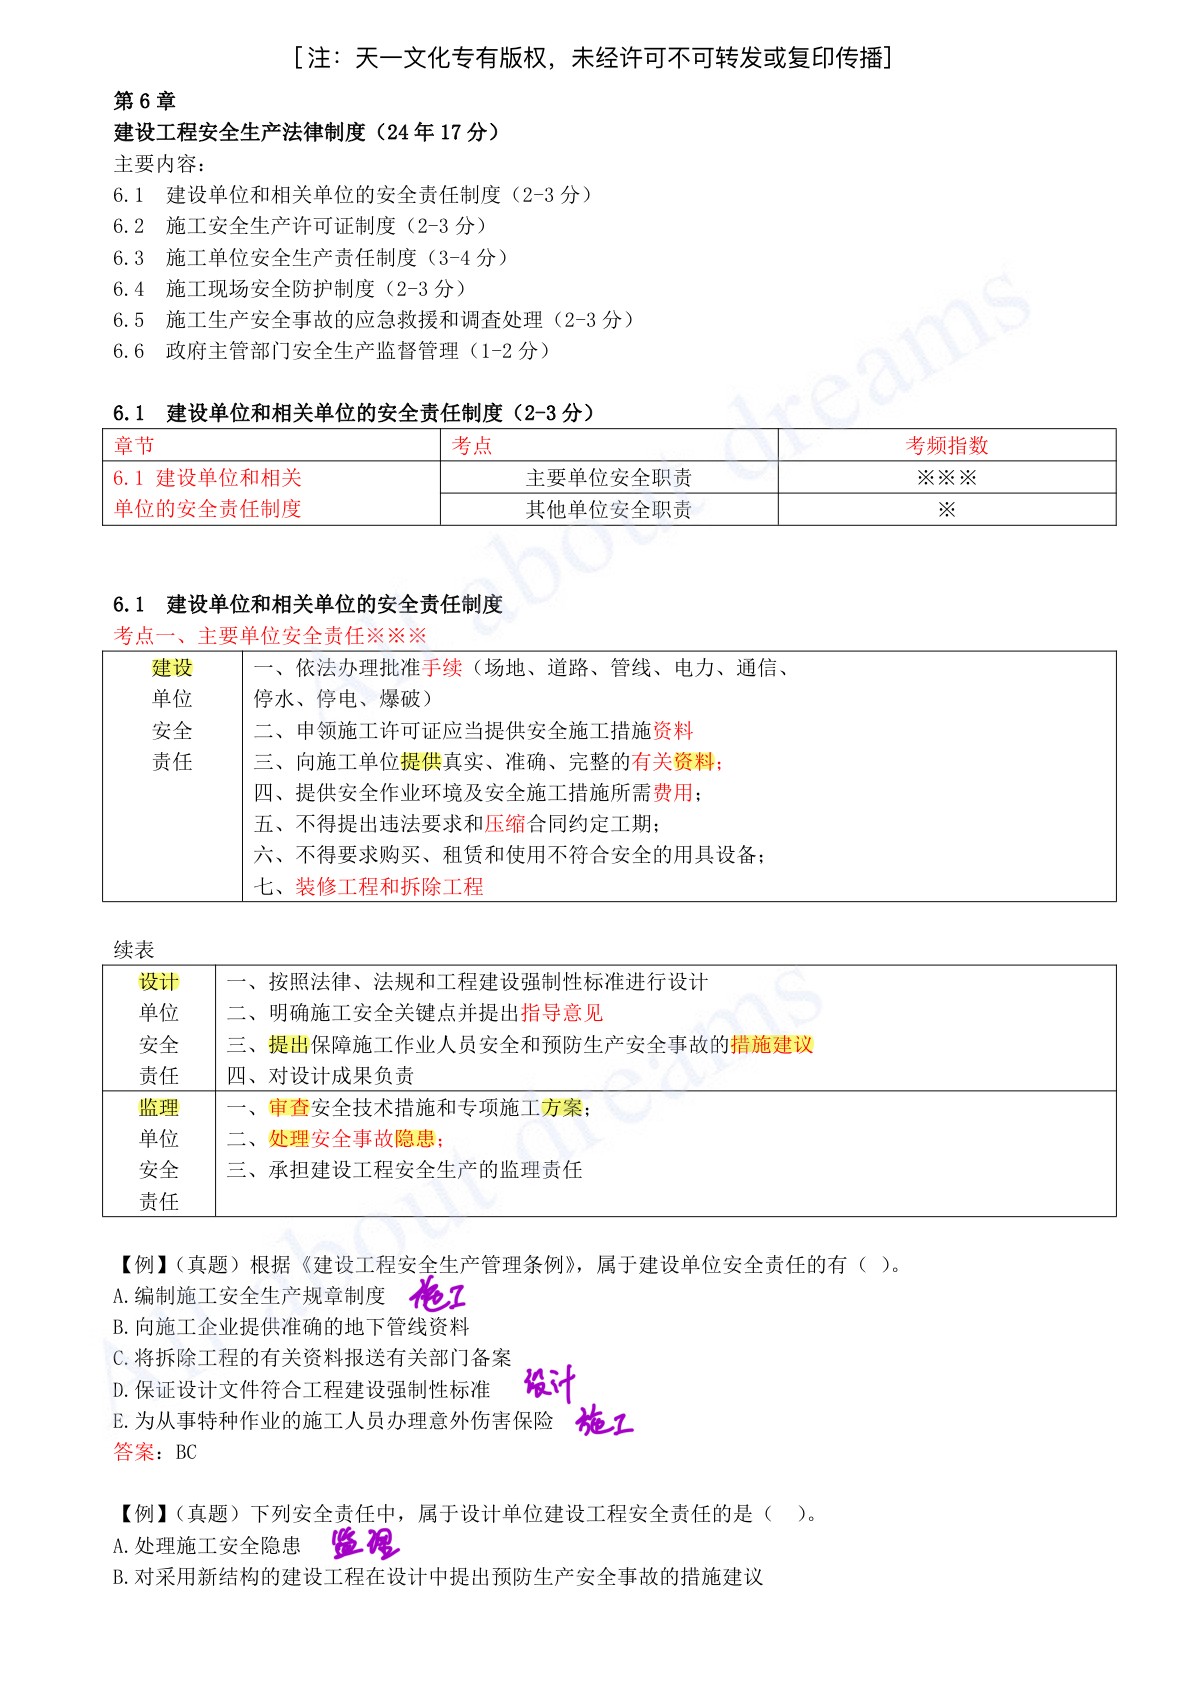 [注：天一文化专有版权，未经许可不可转发或复印传播]
第 6 章
建设工程安全生产法律制度（24 年 17 分）
主要内容：
6.1 建设单位和相关单位的安全责任制度（2-3 分）
6.2 施工安全生产许可证制度（2-3 分）
6.3 施工单位安全生产责任制度（3-4 分）
6.4 施工现场安全防护制度（2-3 分）
6.5 施工生产安全事故的应急救援和调查处理（2-3 分）
6.6 政府主管部门安全生产监督管理（1-2 分）
6.1 建设单位和相关单位的安全责任制度（2-3 分）
章节 考点 考频指数
6.1 建设单位和相关 主要单位安全职责 ※※※
单位的安全责任制度 其他单位安全职责 ※
6.1 建设单位和相关单位的安全责任制度
考点一、主要单位安全责任※※※
建设 一、依法办理批准手续（场地、道路、管线、电力、通信、
单位 停水、停电、爆破）
安全 二、申领施工许可证应当提供安全施工措施资料
责任 三、向施工单位提供真实、准确、完整的有关资料；
四、提供安全作业环境及安全施工措施所需费用；
五、不得提出违法要求和压缩合同约定工期；
六、不得要求购买、租赁和使用不符合安全的用具设备；
七、装修工程和拆除工程
续表
设计 一、按照法律、法规和工程建设强制性标准进行设计
单位 二、明确施工安全关键点并提出指导意见
安全 三、提出保障施工作业人员安全和预防生产安全事故的措施建议
责任 四、对设计成果负责
监理 一、审查安全技术措施和专项施工方案；
单位 二、处理安全事故隐患；
安全 三、承担建设工程安全生产的监理责任
责任
【例】（真题）根据《建设工程安全生产管理条例》，属于建设单位安全责任的有（ ）。
A.编制施工安全生产规章制度 施工
B.向施工企业提供准确的地下管线资料
C.将拆除工程的有关资料报送有关部门备案
D.保证设计文件符合工程建设强制性标准 设计
E.为从事特种作业的施工人员办理意外伤害保险 施工
答案：BC
【例】（真题）下列安全责任中，属于设计单位建设工程安全责任的是（ ）。
A.处理施工安全隐患 监理
B.对采用新结构的建设工程在设计中提出预防生产安全事故的措施建议
All about dreams
All about dreams